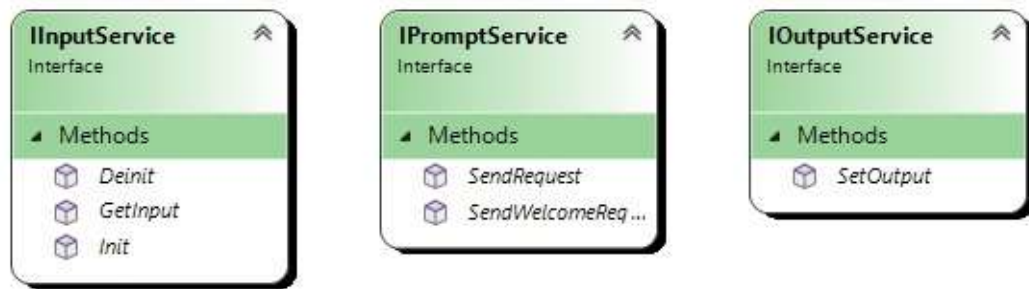 IInputService
Interface
Methods
Deinit
GetInput
Init
IPromptService
Interface
Methods
SendRequest
SendWelcomeReq...
IOutputService
Interface
Methods
SetOutput